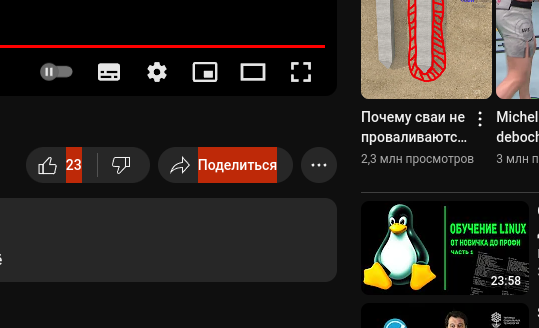 Почему сваи не
проваливаютс...
2,3 млн просмотров
Michel
deboch
3 млн п
23
Поделиться
ОБУЧЕНИЕ LINUX
ОТ НОВИЧКА ДО ПРОФИ
ЧАСТЬ 1
23:58